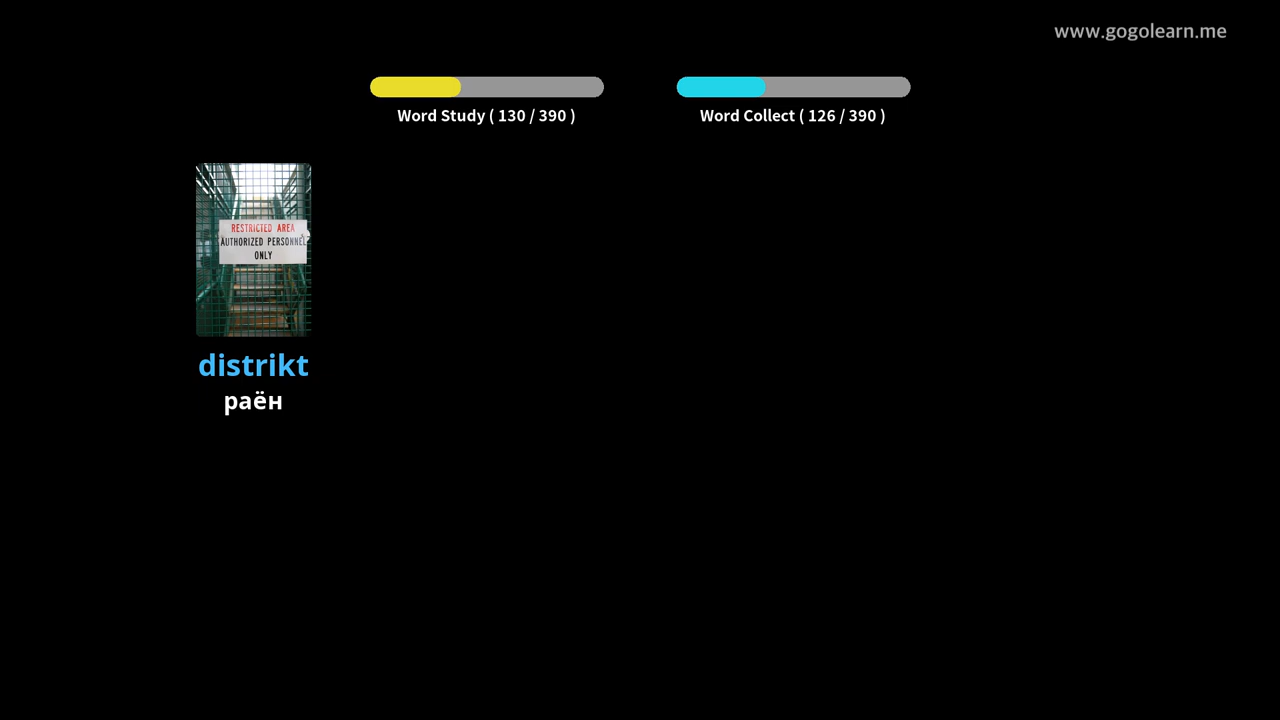 www.gogolearn.me
Word Study ( 130 / 390 )
Word Collect ( 126 / 390 )
RESTRICTED AREA
AUTHORIZED PERSONNEL
ONLY
distrikt
раён